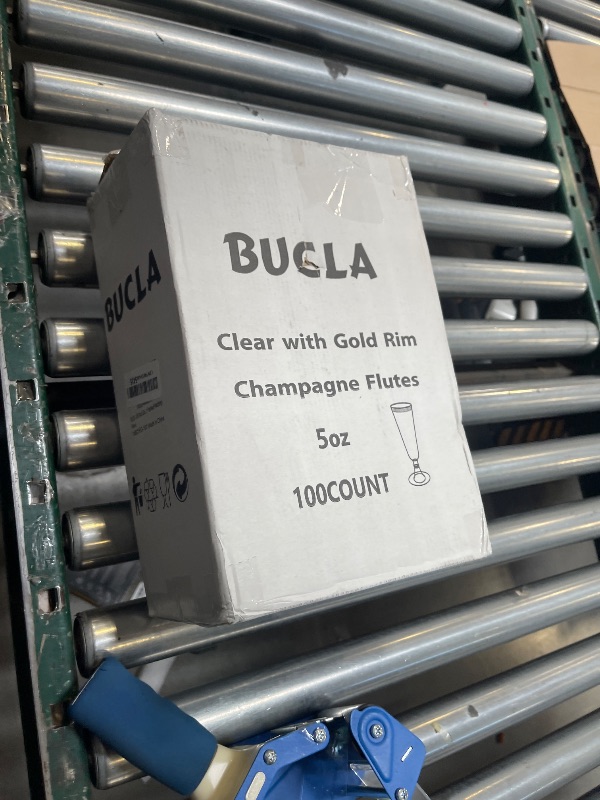 BUCLA
Clear with Gold Rim
Champagne Flutes
5oz
100COUNT
BUCLA